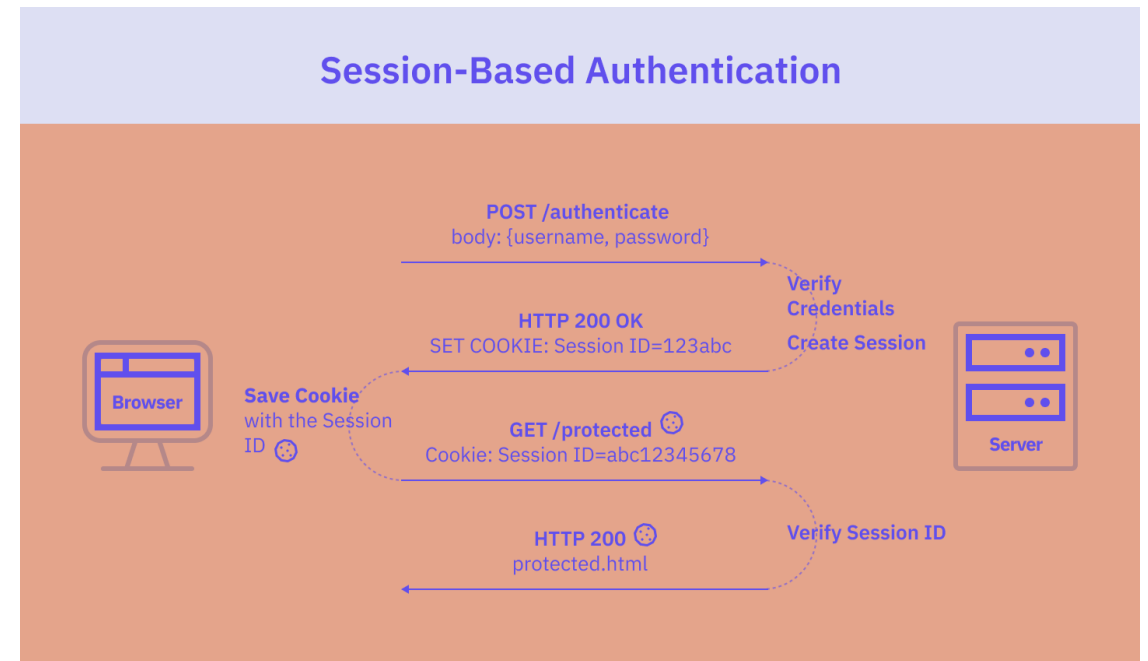 Session-Based Authentication
POST /authenticate
body: {username, password}
Verify
Credentials
Create Session
HTTP 200 OK
SET COOKIE: Session ID=123abc
Browser
Save Cookie
with the Session
ID
GET /protected
Cookie: Session ID=abc12345678
Server
Verify Session ID
HTTP 200
protected.html